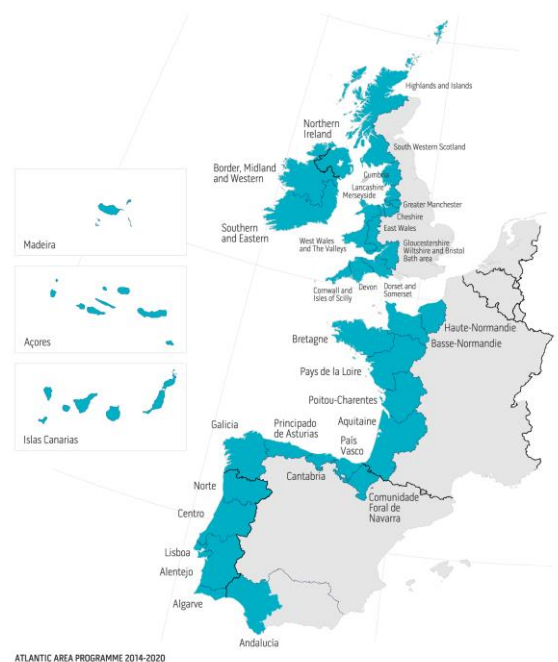 Highlands and Islands
Northern
Ireland
South Western Scotland
Border, Midland
and Western
Cumbria
Lancashire
Merseyside
Greater Manchester
Cheshire
East Wales
Southern
and Eastern
West Wales
and The Valleys
Gloucestershire
Wiltshire and Bristol
Bath area
Cornwall and
Isles of Scilly
Devon
Dorset and
Somerset
Madeira
Açores
Islas Canarias
Haute-Normandie
Basse-Normandie
Bretagne
Pays de la Loire
Poitou-Charentes
Aquitaine
Galicia
Principado
de Asturias
País
Vasco
Cantabria
Comunidade
Foral de
Navarra
Norte
Centro
Lisboa
Alentejo
Algarve
Andalucía
ATLANTIC AREA PROGRAMME 2014-2020